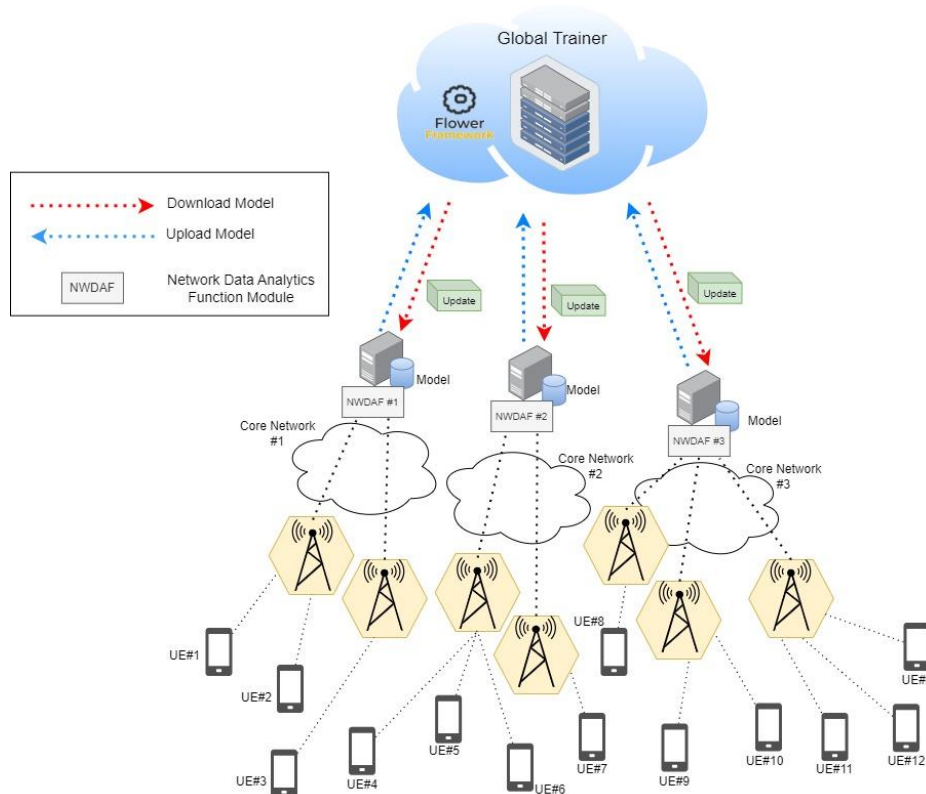 Global Trainer
Flower
Framework
Download Model
Upload Model
NWDAF
Network Data Analytics
Function Module
Update
Update
Update
Model
NWDAF #1
Model
NWDAF #2
Model
NWDAF #3
Core Network
#1
Core Network
#2
Core Network
#3
UE#1
UE#2
UE#3
UE#4
UE#5
UE#6
UE#7
UE#8
UE#9
UE#10
UE#11
UE#12
UE#